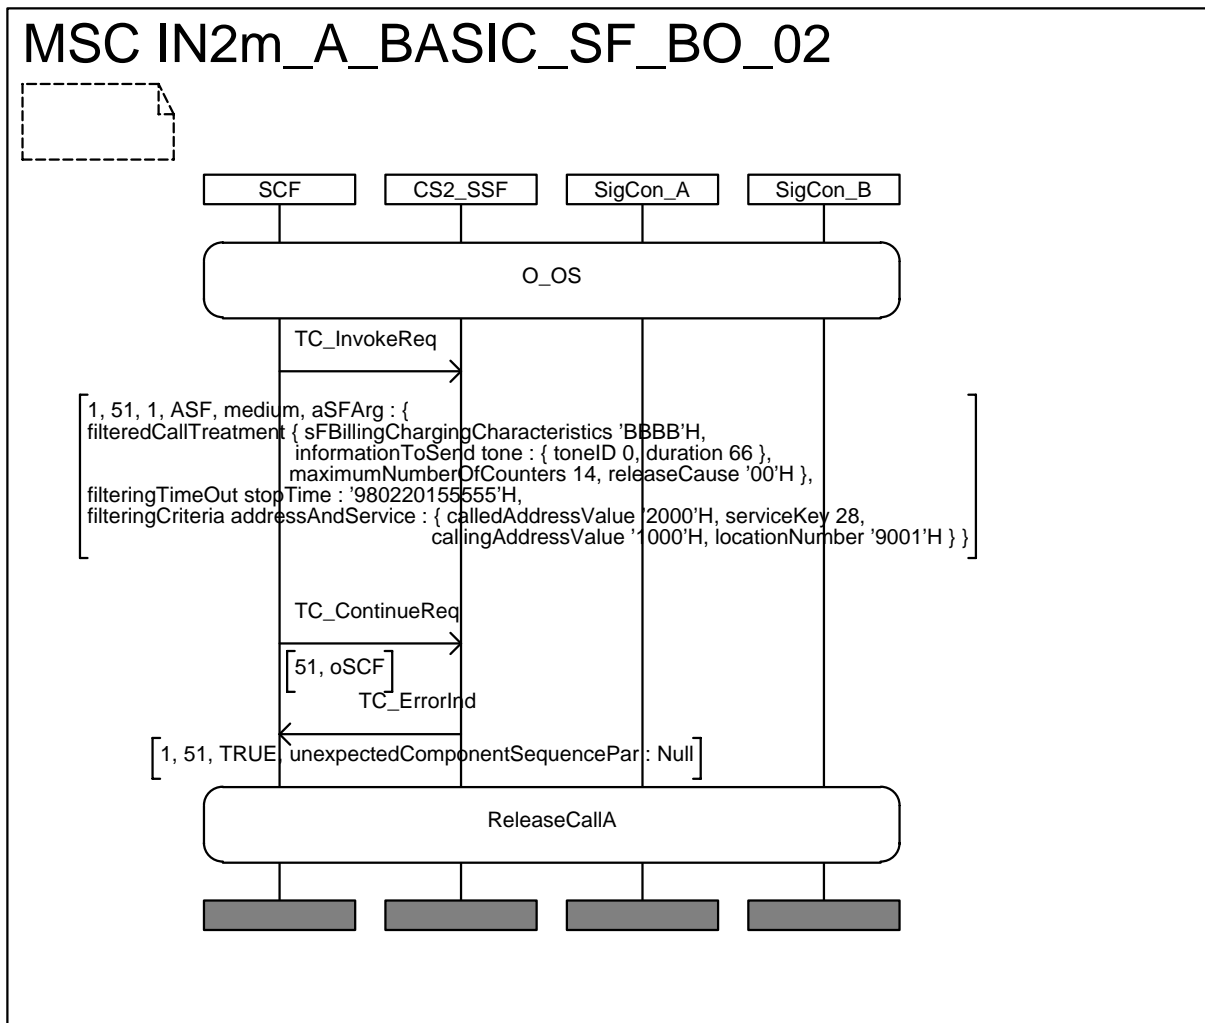 MSC IN2m_A_BASIC_SF_BO_02
SCF
CS2_SSF
SigCon_A
SigCon_B
O_OS
TC_InvokeReq
1, 51, 1, ASF, medium, aSFArg : {
filteredCallTreatment { sFBillingChargingCharacteristics 'BBBB'H,
informationToSend tone : { toneID 0, duration 66 },
maximumNumberOfCounters 14, releaseCause '00'H },
filteringTimeOut stopTime : '980220155555'H,
filteringCriteria addressAndService : { calledAddressValue '2000'H, serviceKey 28,
callingAddressValue '1000'H, locationNumber '9001'H } }
TC_ContinueReq
51, oSCF
TC_ErrorInd
1, 51, TRUE, unexpectedComponentSequencePar : Null
ReleaseCallA